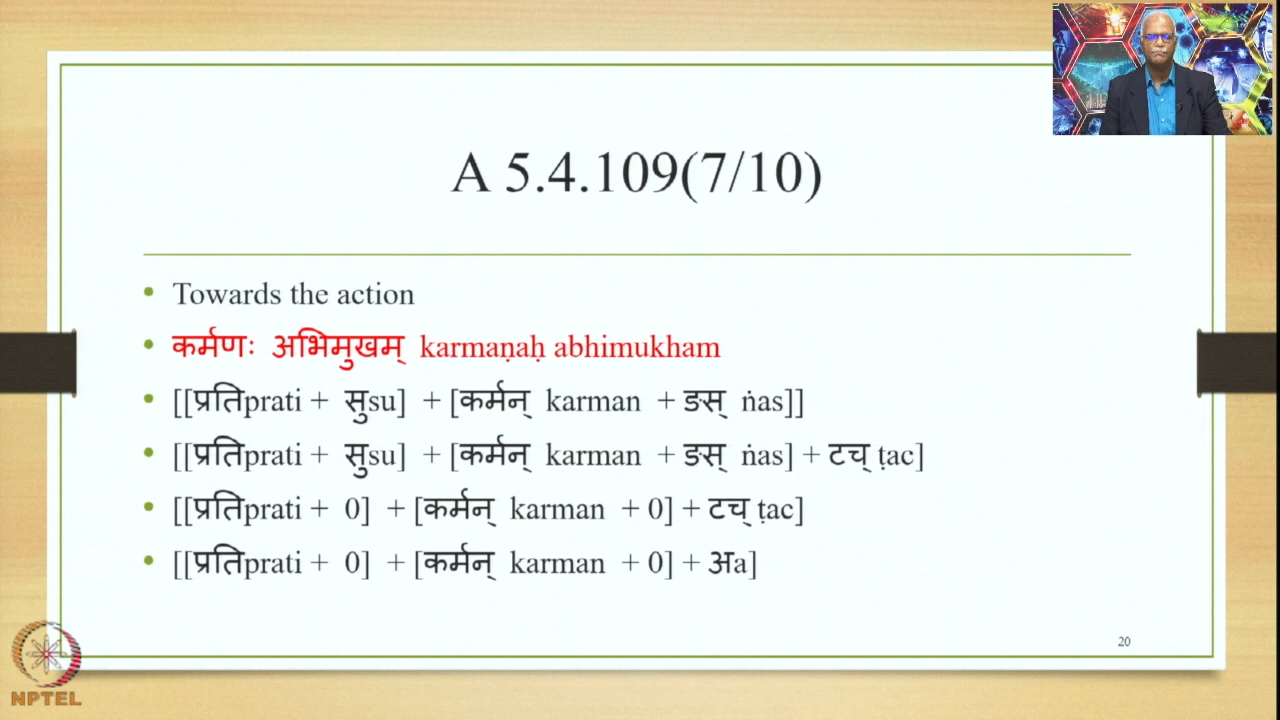 A 5.4.109(7/10)
Towards the action
कर्मणः अभिमुखम् karmaṇaḥ abhimukham
[[प्रतिprati + सुsu] + [कर्मन् karman + ङस् ṅas]]
[[प्रतिprati + सुsu] + [कर्मन् karman + ङस् ṅas] + टच् ṭac]
[[प्रतिprati + 0] + [कर्मन् karman + 0] + टच् ṭac]
[[प्रतिprati + 0] + [कर्मन् karman + 0] + अa]
20
NPTEL